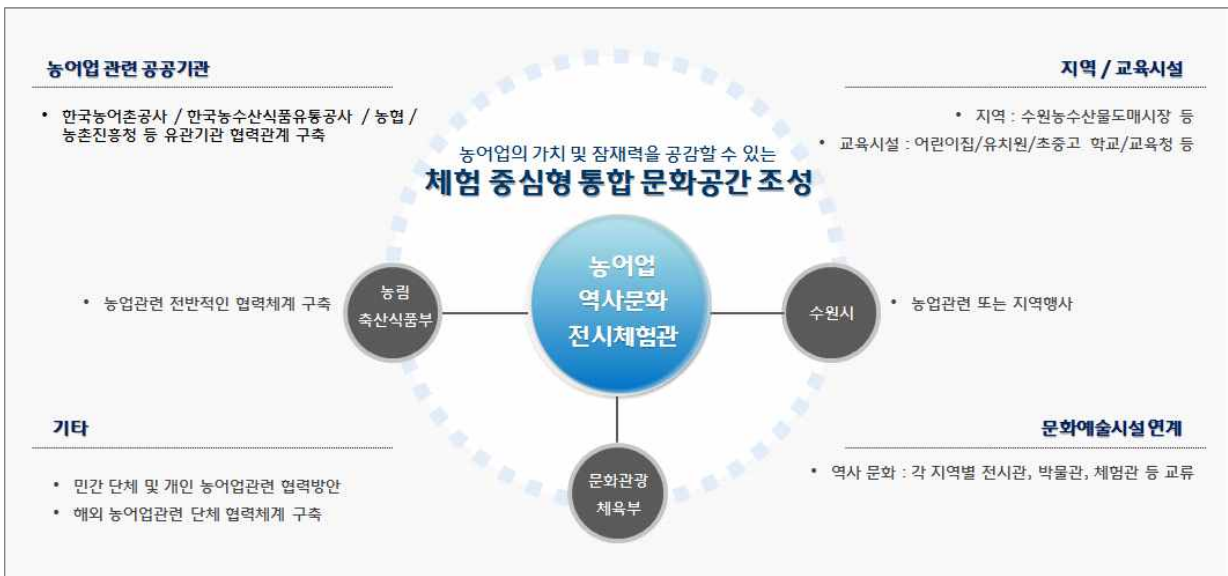 농어업 관련 공공기관
• 한국농어촌공사 / 한국농수산식품유통공사 / 농협 /
농촌진흥청 등 유관기관 협력관계 구축
지역 / 교육시설
• 지역 : 수원농수산물도매시장 등
• 교육시설 : 어린이집/유치원/초중고 학교/교육청 등
농어업의 가치 및 잠재력을 공감할 수 있는
체험 중심형 통합 문화공간 조성
• 농업관련 전반적인 협력체계 구축
농림
축산식품부
농어업
역사문화
전시체험관
수원시
• 농업관련 또는 지역행사
기타
• 민간 단체 및 개인 농어업관련 협력방안
• 해외 농어업관련 단체 협력체계 구축
문화관광
체육부
문화예술시설 연계
• 역사 문화 : 각 지역별 전시관, 박물관, 체험관 등 교류